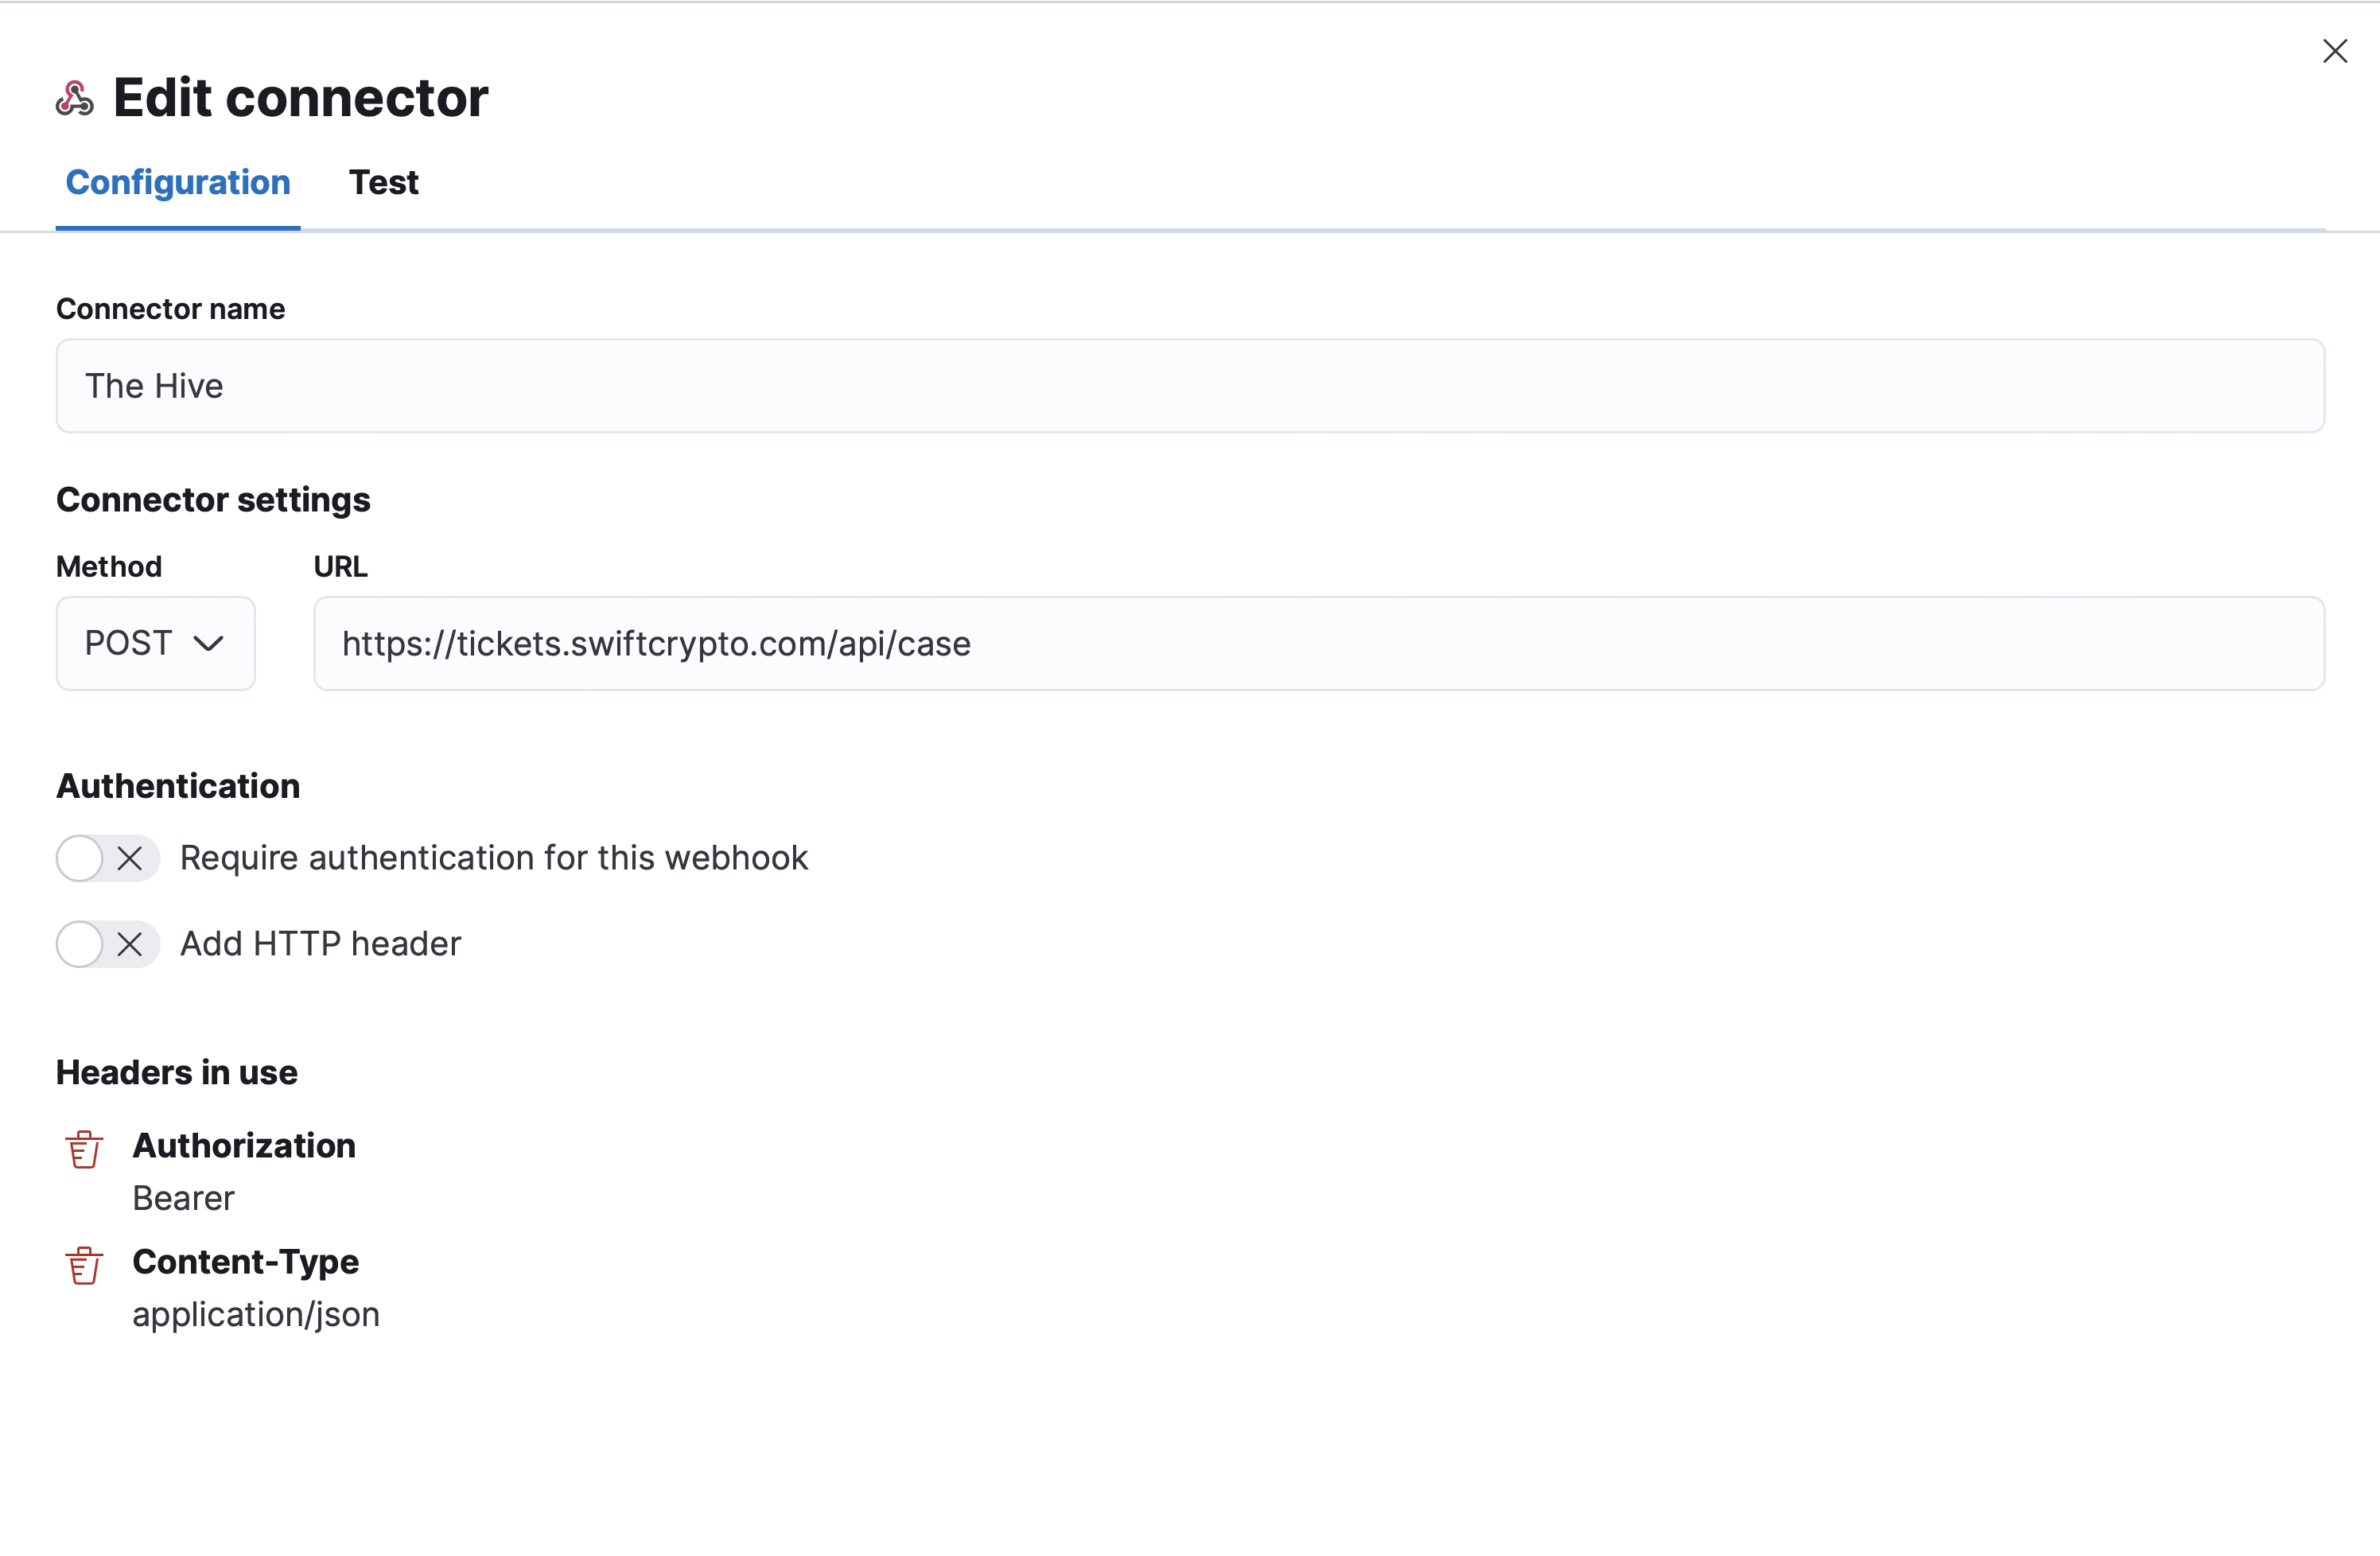 Edit connector
Configuration Test
Connector name
The Hive
Connector settings
Method URL
POST https://tickets.swiftcrypto.com/api/case
Authentication
Require authentication for this webhook
Add HTTP header
Headers in use
Authorization
Bearer
Content-Type
application/json